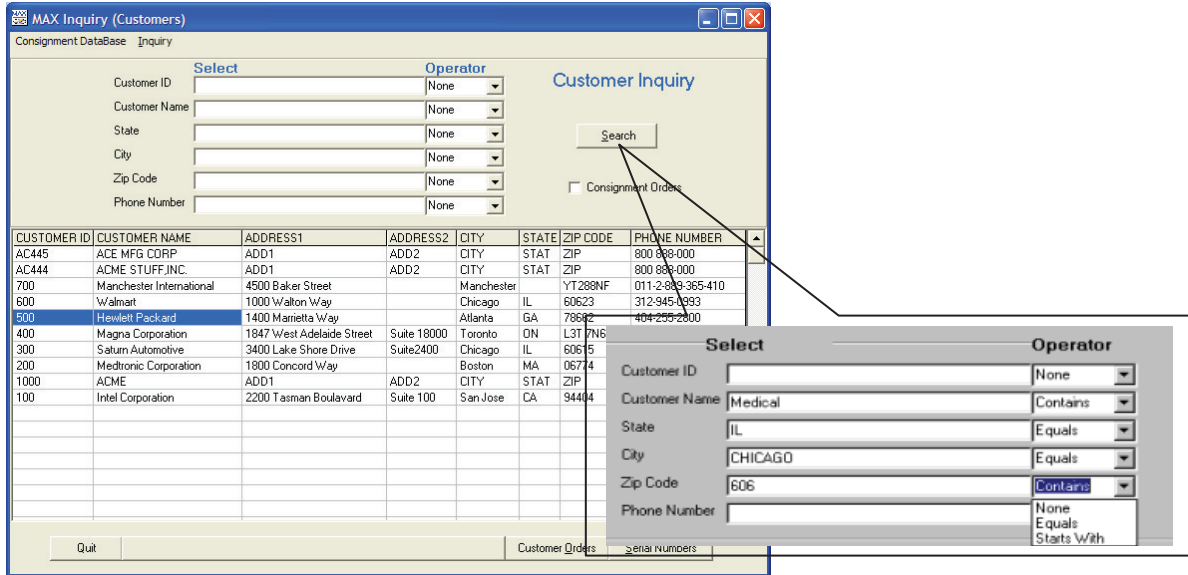 MAX Inquiry (Customers)
Consignment DataBase Inquiry
Select Operator
Customer ID None
Customer Name None
State None
City None
Zip Code None
Phone Number None
Customer Inquiry
Search
Consignment Orders
CUSTOMER ID CUSTOMER NAME ADDRESS1 ADDRESS2 CITY STATE ZIP CODE PHONE NUMBER
AC445 ACE MFG CORP ADD1 ADD2 CITY STAT ZIP 800 888-000
AC444 ACME STUFF,INC. ADD1 ADD2 CITY STAT ZIP 800 888-000
700 Manchester International 4500 Baker Street Manchester YT288NF 011-2-889-365-410
600 Walmart 1000 Walton Way Chicago IL 60623 312-945-0993
500 Hewlett Packard 1400 Marrietta Way Atlanta GA 78662 404-255-2800
400 Magna Corporation 1847 West Adelaide Street Suite 18000 Toronto ON L3T 7N6
300 Saturn Automotive 3400 Lake Shore Drive Suite2400 Chicago IL 60615
200 Medtronic Corporation 1800 Concord Way Boston MA 06774
1000 ACME ADD1 ADD2 CITY STAT ZIP
100 Intel Corporation 2200 Tasman Boulavard Suite 100 San Jose CA 94404
Quit Customer Orders Serial Numbers
Select Operator
Customer ID None
Customer Name Medical Contains
State IL Equals
City CHICAGO Equals
Zip Code 606 Contains
Phone Number None
Equals
Starts With